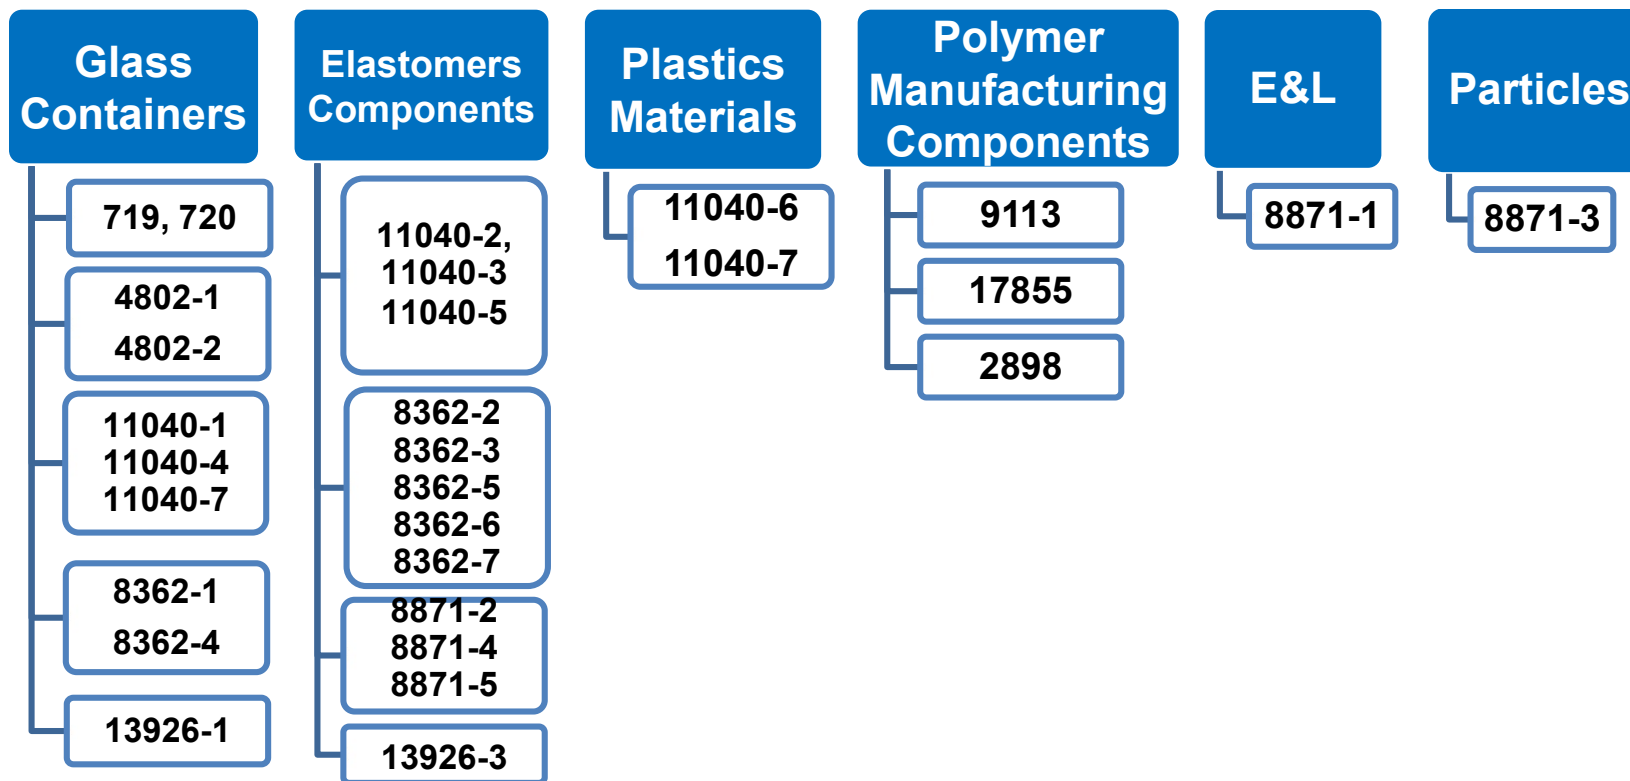 Glass
Containers
719, 720
4802-1
4802-2
11040-1
11040-4
11040-7
8362-1
8362-4
13926-1
Elastomers
Components
11040-2,
11040-3
11040-5
8362-2
8362-3
8362-5
8362-6
8362-7
8871-2
8871-4
8871-5
13926-3
Plastics
Materials
11040-6
11040-7
Polymer
Manufacturing
Components
9113
17855
2898
E&L
8871-1
Particles
8871-3